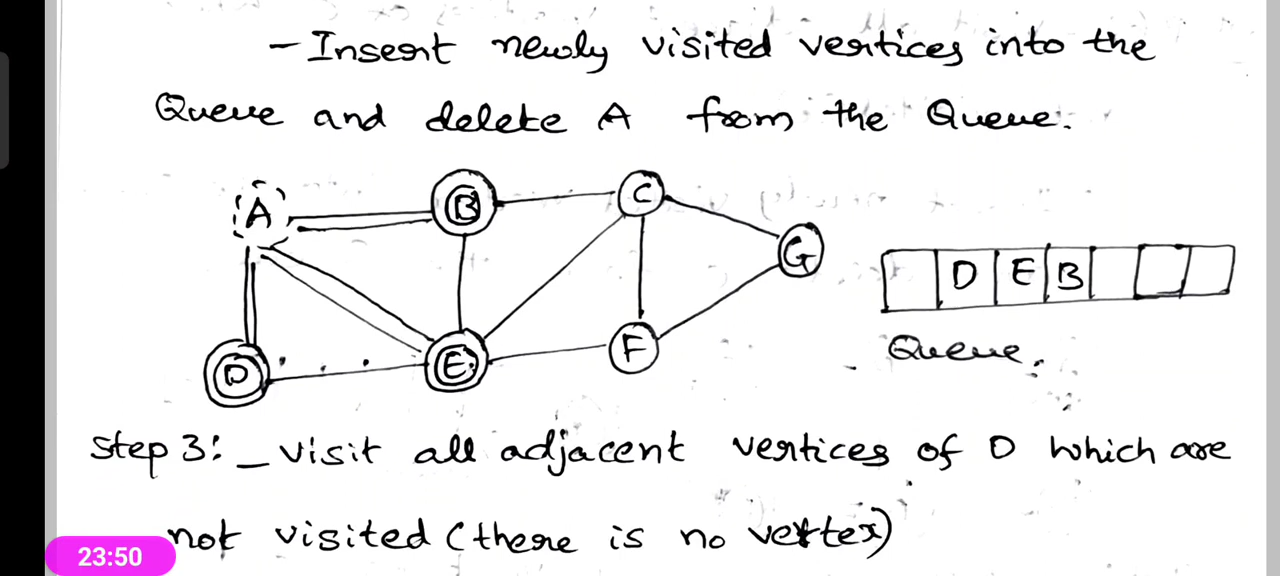 - Insert newly visited vertices into the
Queue and delete A from the Queue.
A B C
G
D E B
D E F
Queue.
Step 3: - visit all adjacent vertices of D which are
not visited (there is no vertex)
23:50